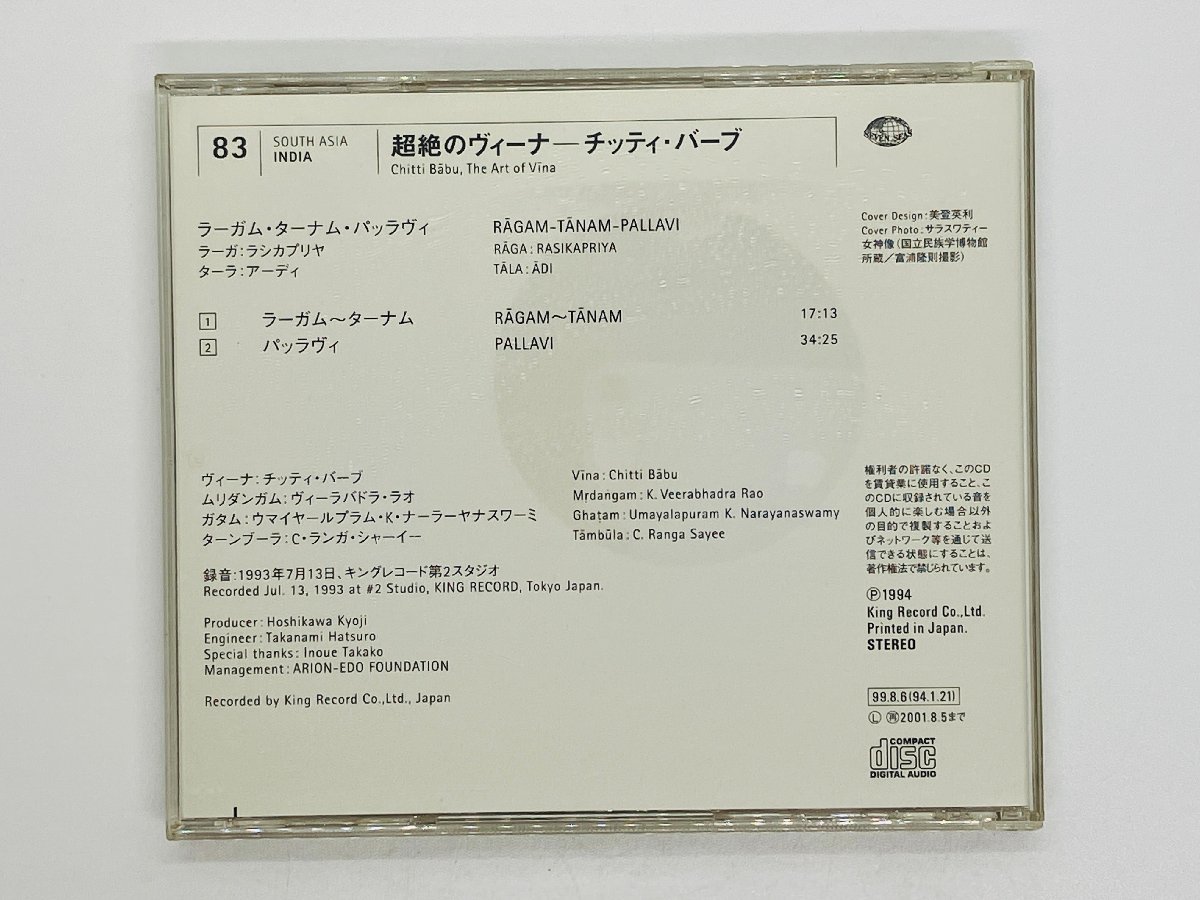 83
SOUTH ASIA
INDIA
超絶のヴィーナ―チッティ・バーブ
Chitti Bābu, The Art of Vīna
SEVEN SEAS
ラーガム・ターナム・パッラヴィ
RĀGAM-TĀNAM-PALLAVI
ラーガ:ラシカプリヤ
RĀGA:RASIKAPRIYA
ターラ:アーディ
TĀLA:ĀDI
1 ラーガム〜ターナム RĀGAM〜TĀNAM 17:13
2 パッラヴィ PALLAVI 34:25
Cover Design:美登英利
Cover Photo:サラスワティー
女神像(国立民族学博物館
所蔵/富浦隆則撮影)
ヴィーナ:チッティ・バーブ
ムリダンガム:ヴィーラバドラ・ラオ
ガタム:ウマイヤールプラム・K・ナーラーヤナスワーミ
ターンブーラ:C・ランガ・シャーイー
Vīna:Chitti Bābu
Mṛdaṅgam:K. Veerabhadra Rao
Ghaṭam:Umayalapuram K. Narayanaswamy
Tāmbūla:C. Ranga Sayee
録音:1993年7月13日、キングレコード第2スタジオ
Recorded Jul. 13, 1993 at #2 Studio, KING RECORD, Tokyo Japan.
Producer:Hoshikawa Kyoji
Engineer:Takanami Hatsuro
Special thanks:Inoue Takako
Management:ARION-EDO FOUNDATION
Recorded by King Record Co.,Ltd., Japan
権利者の許諾なく、このCD
を賃貸業に使用すること、こ
のCDに収録されている音を
個人的に楽しむ場合以外
の目的で複製することおよ
びネットワーク等を通じて送
信できる状態にすることは、
著作権法で禁じられています。
Ⓟ1994
King Record Co.,Ltd.
Printed in Japan.
STEREO
99.8.6(94.1.21)
Ⓛ ㊞2001.8.5まで
COMPACT
disc
DIGITAL AUDIO